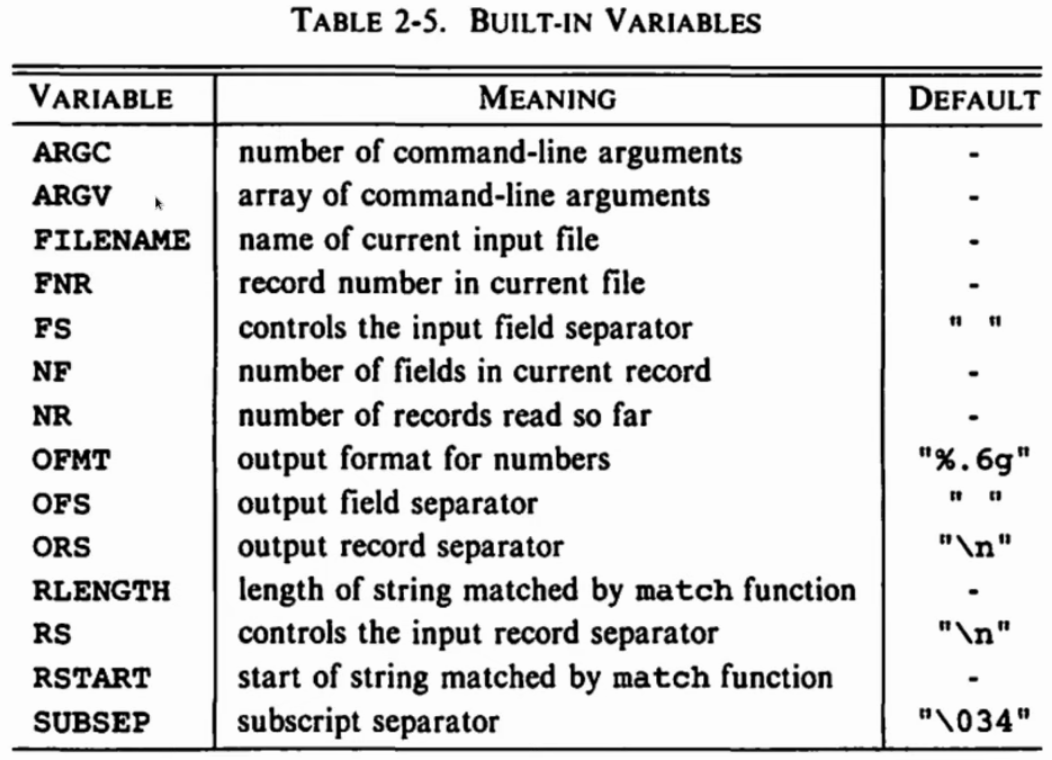 TABLE 2-5. BUILT-IN VARIABLES
VARIABLE MEANING DEFAULT
ARGC number of command-line arguments -
ARGV array of command-line arguments -
FILENAME name of current input file -
FNR record number in current file -
FS controls the input field separator " "
NF number of fields in current record -
NR number of records read so far -
OFMT output format for numbers "%.6g"
OFS output field separator " "
ORS output record separator "\n"
RLENGTH length of string matched by match function -
RS controls the input record separator "\n"
RSTART start of string matched by match function -
SUBSEP subscript separator "\034"